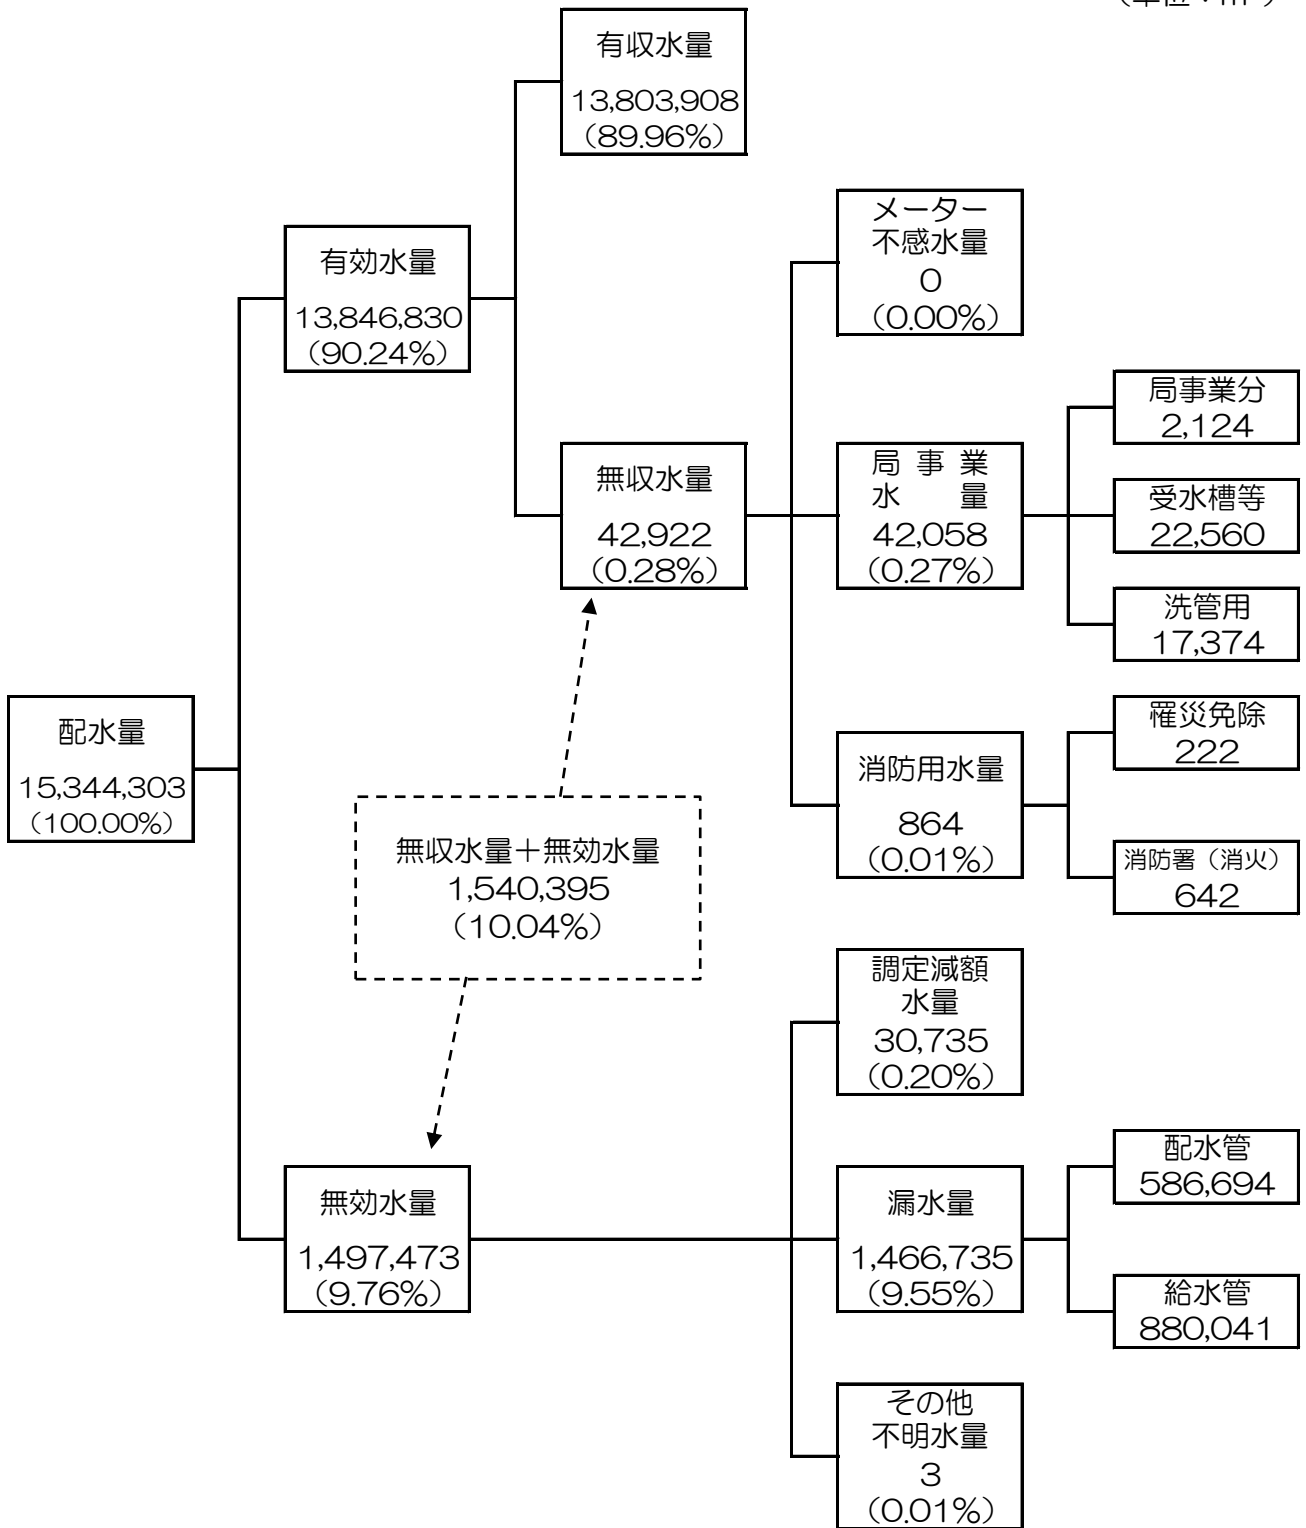 （単位：m³）
有収水量
13,803,908
（89.96%）
メーター
不感水量
0
（0.00%）
有効水量
13,846,830
（90.24%）
局事業分
2,124
無収水量
42,922
（0.28%）
局事業
水量
42,058
（0.27%）
受水槽等
22,560
洗管用
17,374
配水量
15,344,303
（100.00%）
罹災免除
222
消防用水量
864
（0.01%）
無収水量＋無効水量
1,540,395
（10.04%）
消防署（消火）
642
調定減額
水量
30,735
（0.20%）
配水管
586,694
無効水量
1,497,473
（9.76%）
漏水量
1,466,735
（9.55%）
給水管
880,041
その他
不明水量
3
（0.01%）